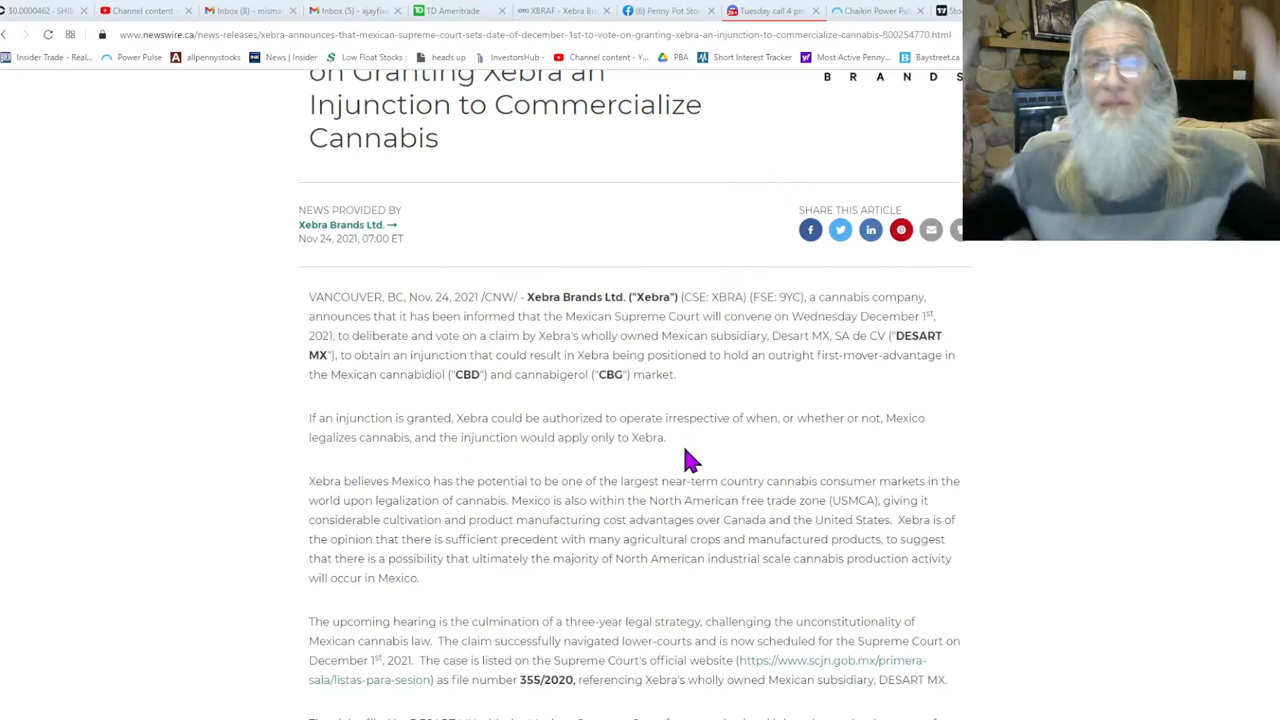 $0.0000462 - SHIB
Content channel -
Inbox (8) - misma
Inbox (5) - ajayfis
TD Ameritrade
XBRAF - Xebra Br
(6) Penny Pot Sto
Tuesday call 4 pm
Chaikin Power Pul
Stoc
www.newswire.ca/news-releases/xebra-announces-that-mexican-supreme-court-sets-date-of-december-1st-to-vote-on-granting-xebra-an-injunction-to-commercialize-cannabis-800254770.html
Insider Trade - Real...
Power Pulse
allpennystocks
News | Insider
Low Float Stocks :
heads up
InvestorsHub -
Content channel - Y...
PBA
Short Interest Tracker
Most Active Penny...
Baystreet.ca
on Granting Xebra an
Injunction to Commercialize
Cannabis
B R A N D S
NEWS PROVIDED BY
Xebra Brands Ltd. →
Nov 24, 2021, 07:00 ET
SHARE THIS ARTICLE
VANCOUVER, BC, Nov. 24, 2021 /CNW/ - Xebra Brands Ltd. ("Xebra") (CSE: XBRA) (FSE: 9YC), a cannabis company,
announces that it has been informed that the Mexican Supreme Court will convene on Wednesday December 1st,
2021, to deliberate and vote on a claim by Xebra's wholly owned Mexican subsidiary, Desart MX, SA de CV ("DESART
MX"), to obtain an injunction that could result in Xebra being positioned to hold an outright first-mover-advantage in
the Mexican cannabidiol ("CBD") and cannabigerol ("CBG") market.
If an injunction is granted, Xebra could be authorized to operate irrespective of when, or whether or not, Mexico
legalizes cannabis, and the injunction would apply only to Xebra.
Xebra believes Mexico has the potential to be one of the largest near-term country cannabis consumer markets in the
world upon legalization of cannabis. Mexico is also within the North American free trade zone (USMCA), giving it
considerable cultivation and product manufacturing cost advantages over Canada and the United States. Xebra is of
the opinion that there is sufficient precedent with many agricultural crops and manufactured products, to suggest
that there is a possibility that ultimately the majority of North American industrial scale cannabis production activity
will occur in Mexico.
The upcoming hearing is the culmination of a three-year legal strategy, challenging the unconstitutionality of
Mexican cannabis law. The claim successfully navigated lower-courts and is now scheduled for the Supreme Court on
December 1st, 2021. The case is listed on the Supreme Court's official website (https://www.scjn.gob.mx/primera-
sala/listas-para-sesion) as file number 355/2020, referencing Xebra's wholly owned Mexican subsidiary, DESART MX.